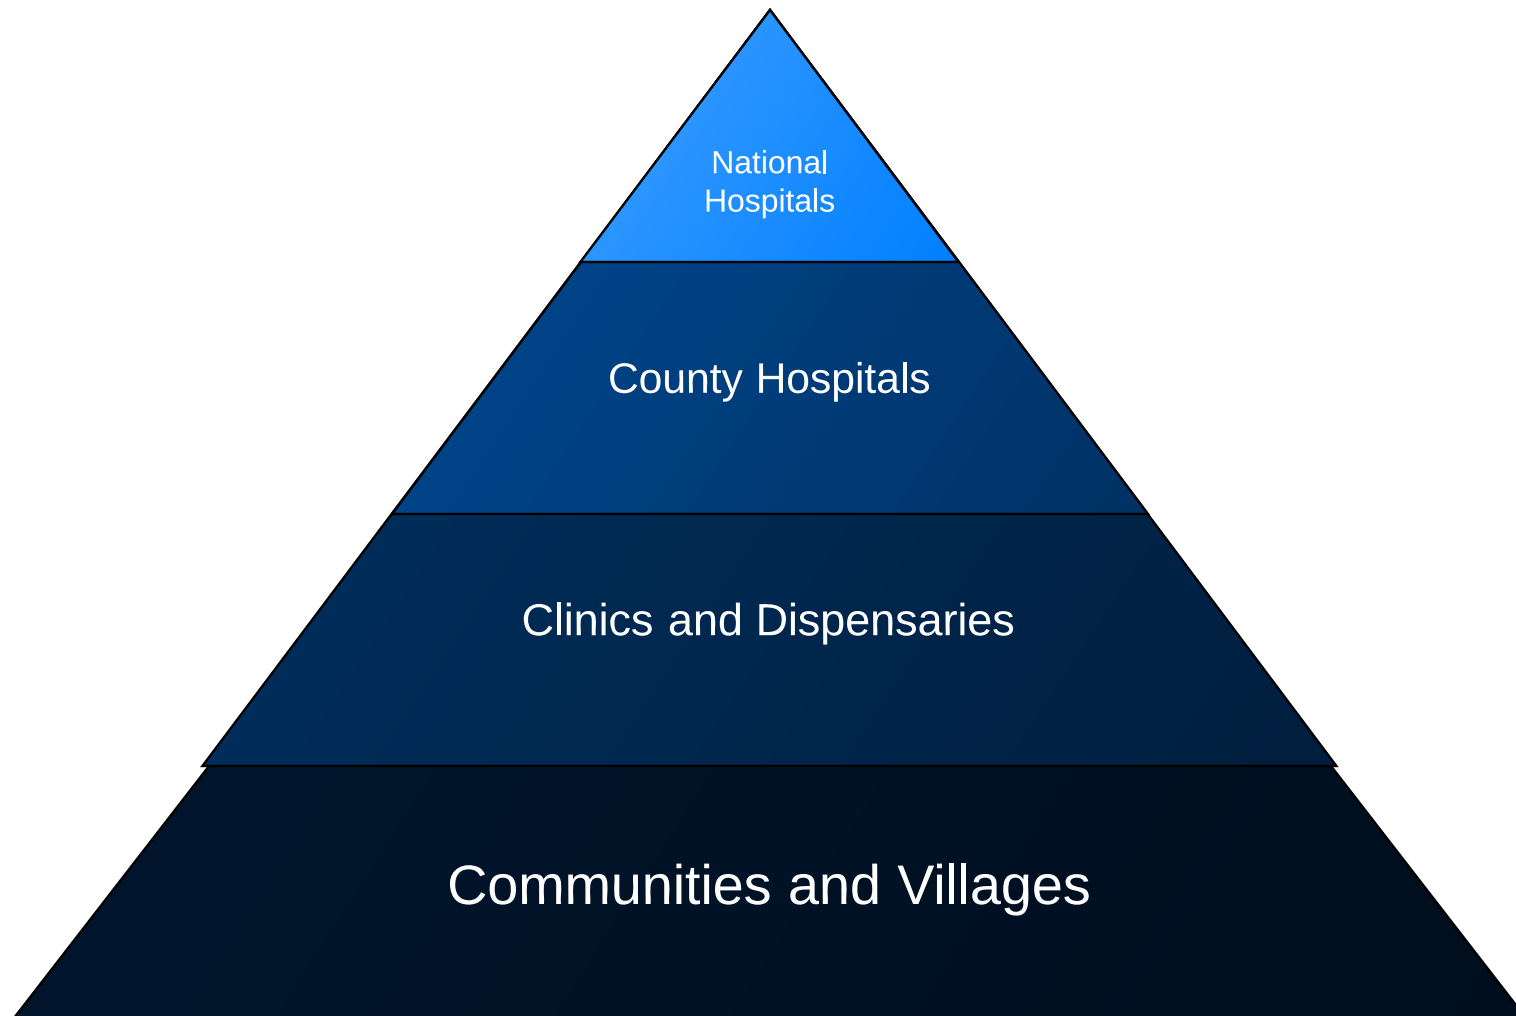 National
Hospitals
County Hospitals
Clinics and Dispensaries
Communities and Villages